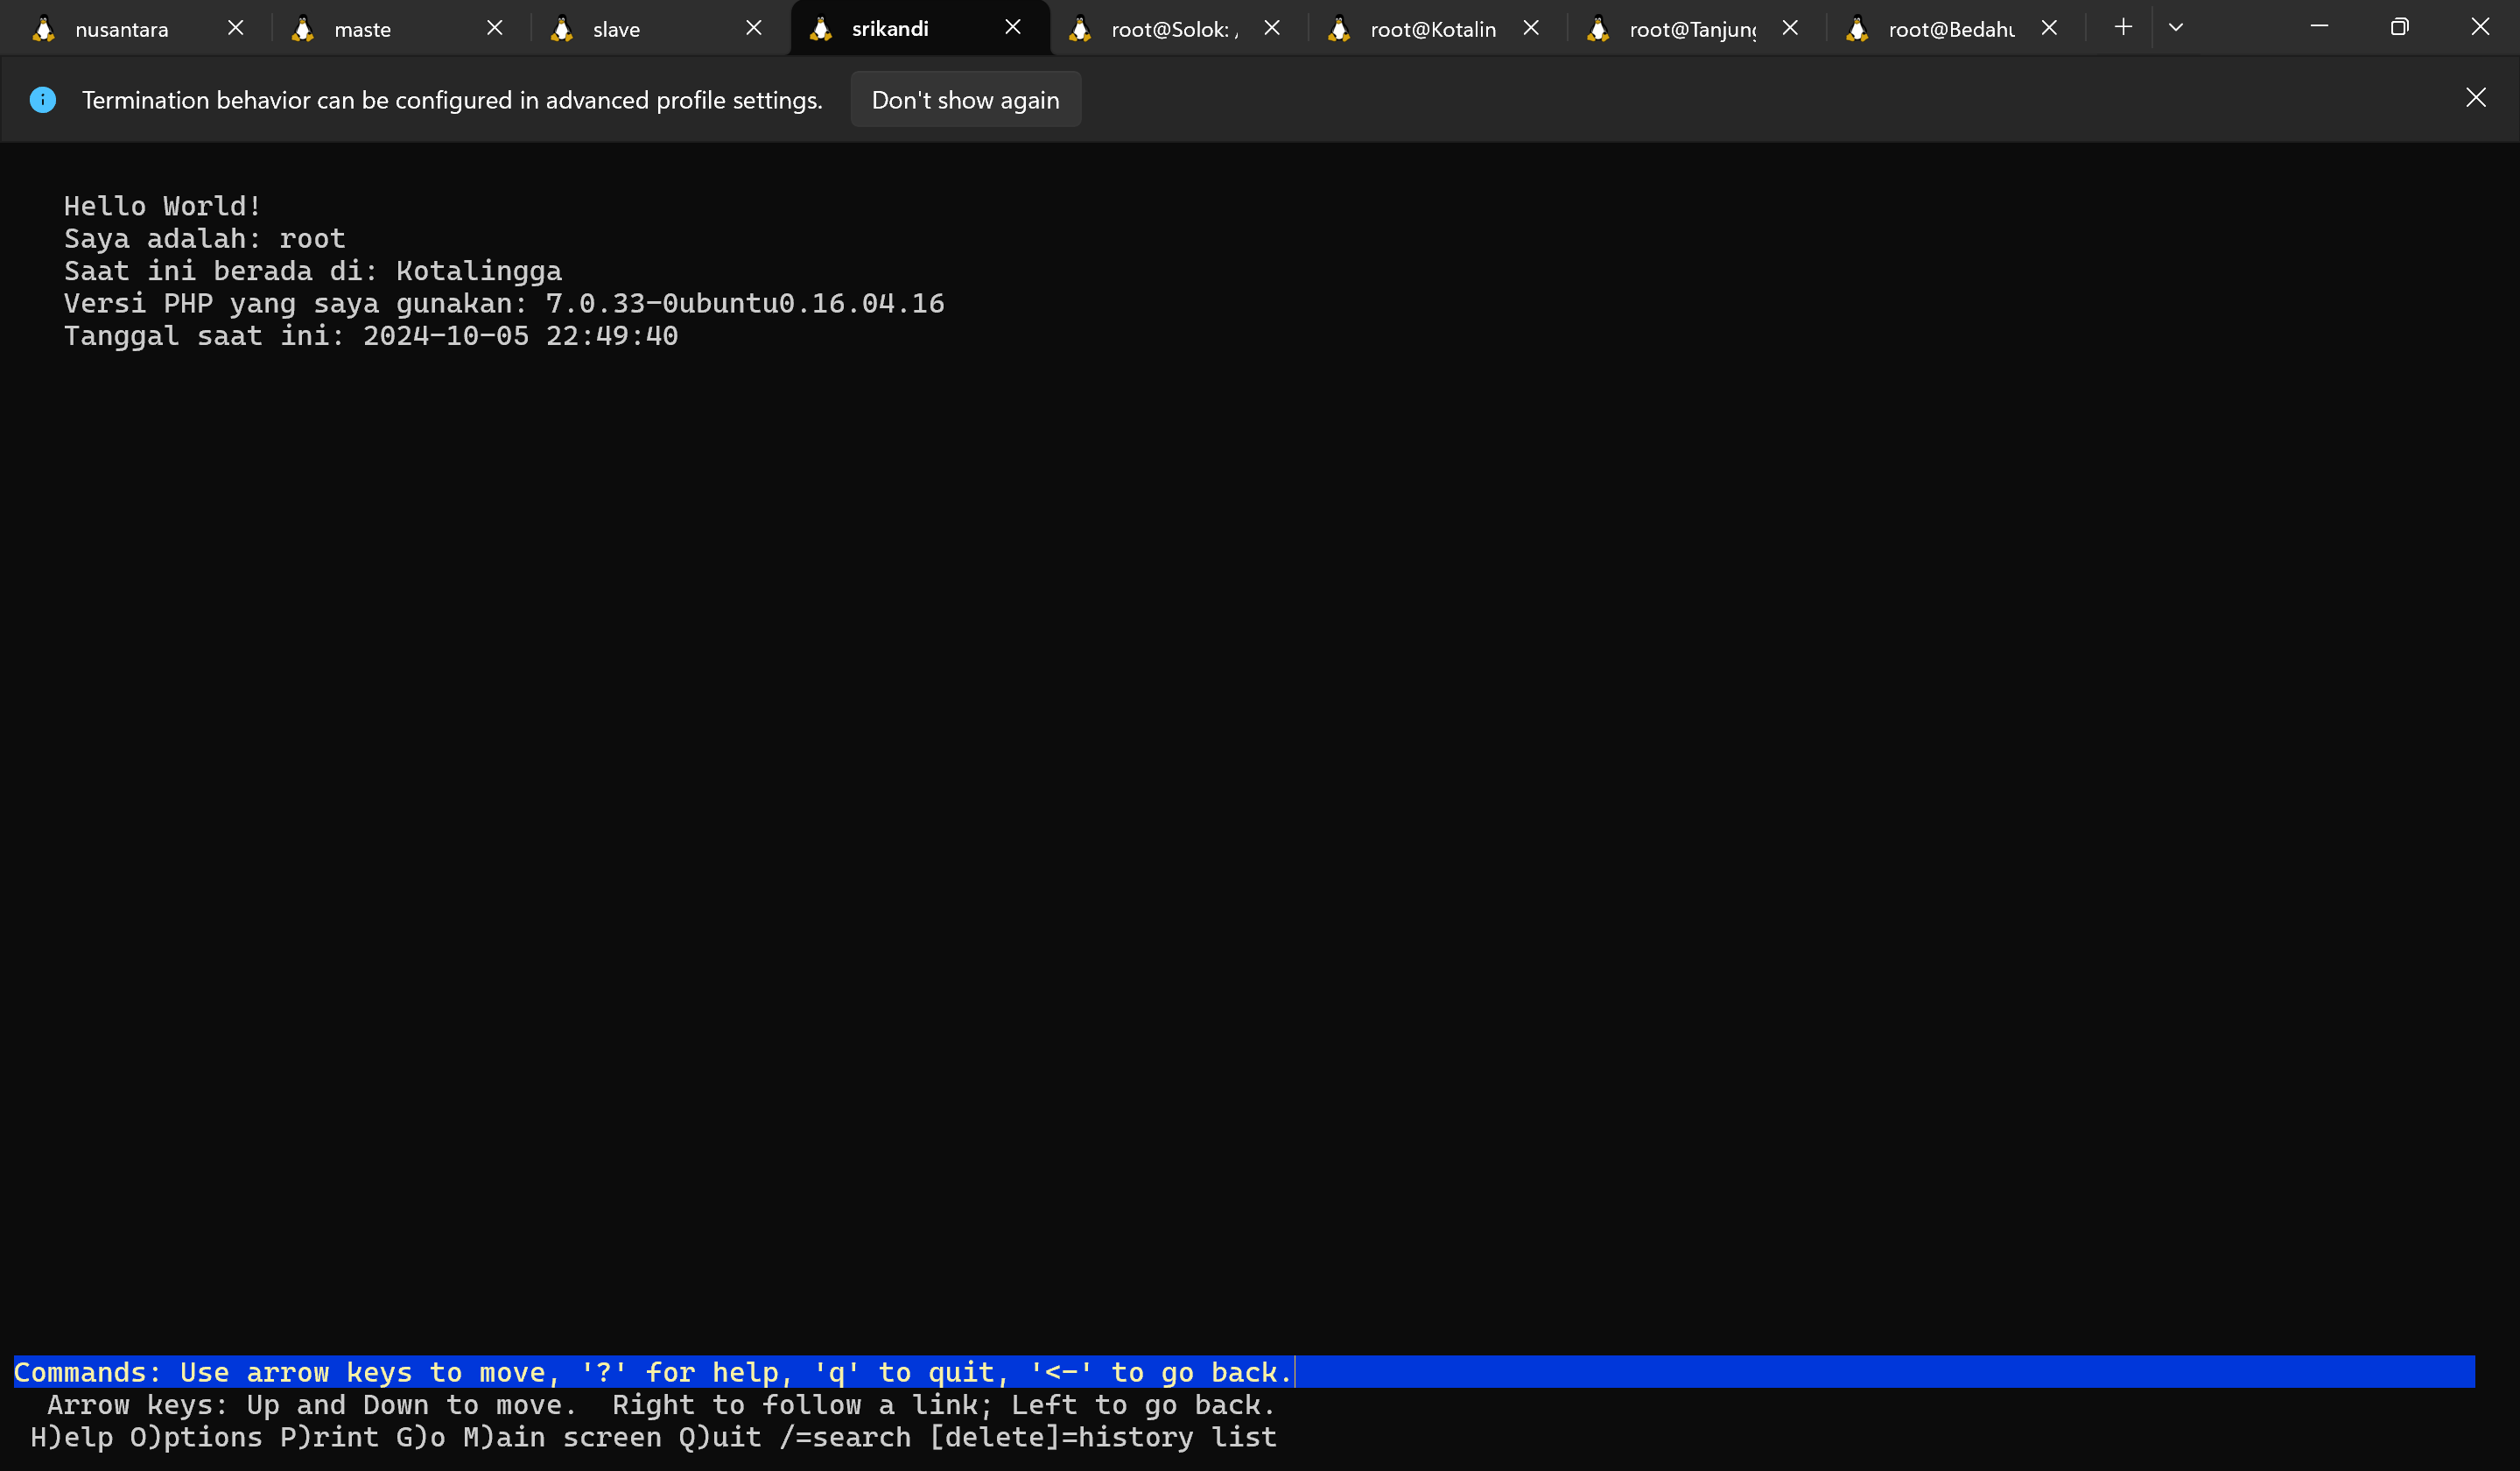 nusantara
maste
slave
srikandi
root@Solok: /
root@Kotalin
root@Tanjung
root@Bedahu
Termination behavior can be configured in advanced profile settings.
Don't show again
Hello World!
Saya adalah: root
Saat ini berada di: Kotalingga
Versi PHP yang saya gunakan: 7.0.33-0ubuntu0.16.04.16
Tanggal saat ini: 2024-10-05 22:49:40
Commands: Use arrow keys to move, '?' for help, 'q' to quit, '<-' to go back.
Arrow keys: Up and Down to move. Right to follow a link; Left to go back.
H)elp O)ptions P)rint G)o M)ain screen Q)uit /=search [delete]=history list